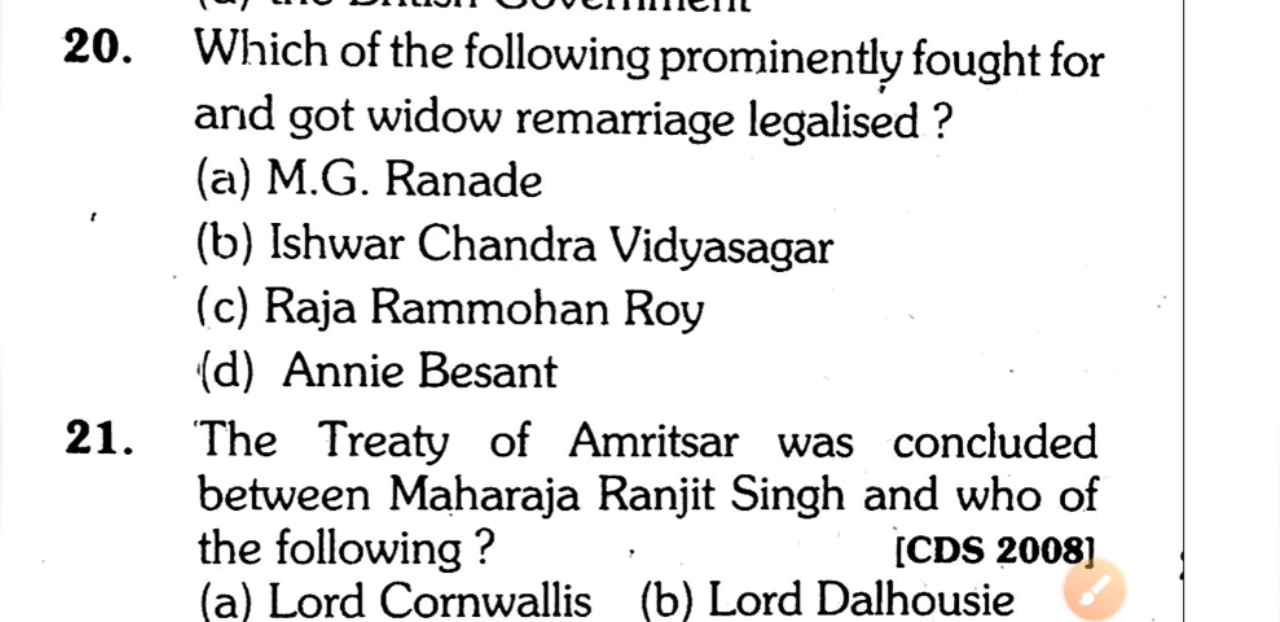 20. Which of the following prominently fought for
and got widow remarriage legalised ?
(a) M.G. Ranade
(b) Ishwar Chandra Vidyasagar
(c) Raja Rammohan Roy
(d) Annie Besant
21. The Treaty of Amritsar was concluded
between Maharaja Ranjit Singh and who of
the following ? [CDS 2008]
(a) Lord Cornwallis (b) Lord Dalhousie